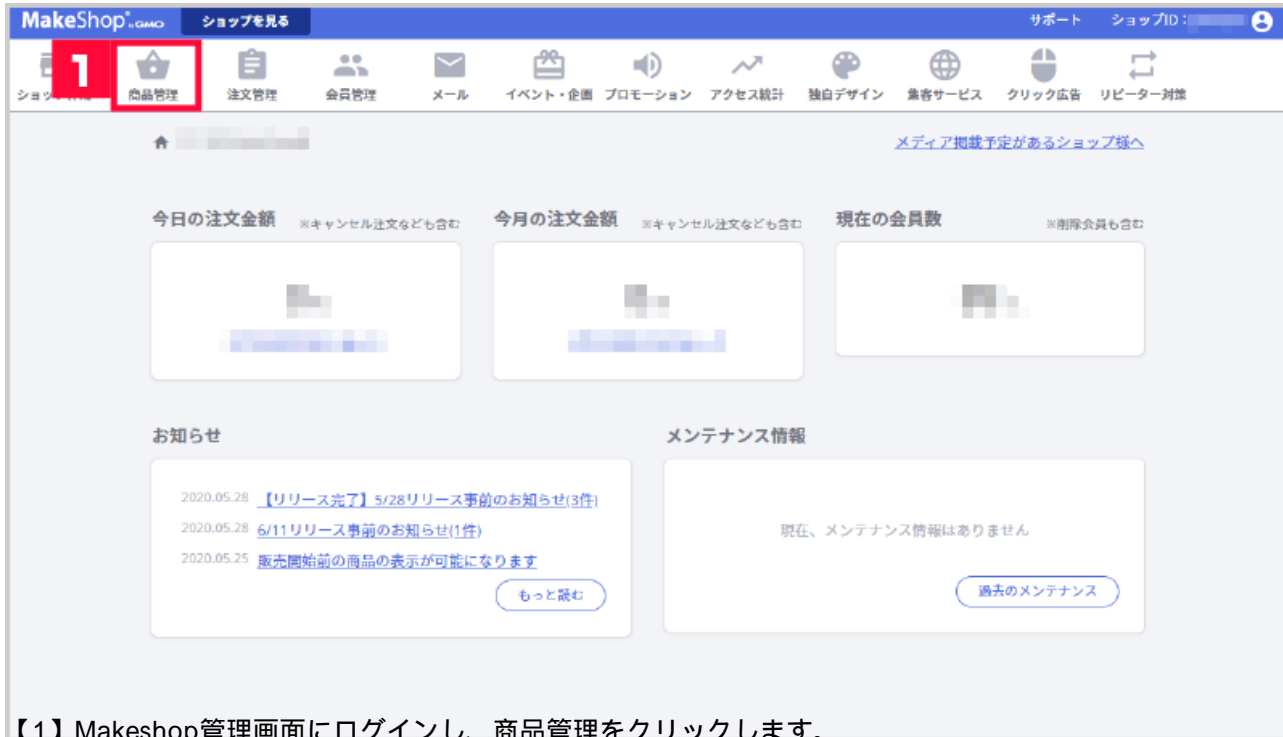 MakeShop byGMO ショップを見る サポート ショップID:
1
商品管理 注文管理 会員管理 メール イベント・企画 プロモーション アクセス統計 独自デザイン 集客サービス クリック広告 リピーター対策
メディア掲載予定があるショップ様へ
今日の注文金額 ※キャンセル注文なども含む 今月の注文金額 ※キャンセル注文なども含む 現在の会員数 ※削除会員も含む
お知らせ メンテナンス情報
2020.05.28 【リリース完了】5/28リリース事前のお知らせ(3件)
2020.05.28 6/11リリース事前のお知らせ(1件)
現在、メンテナンス情報はありません
2020.05.25 販売開始前の商品の表示が可能になります
もっと読む 過去のメンテナンス
【1】Makeshop管理画面にログインし、商品管理をクリックします。